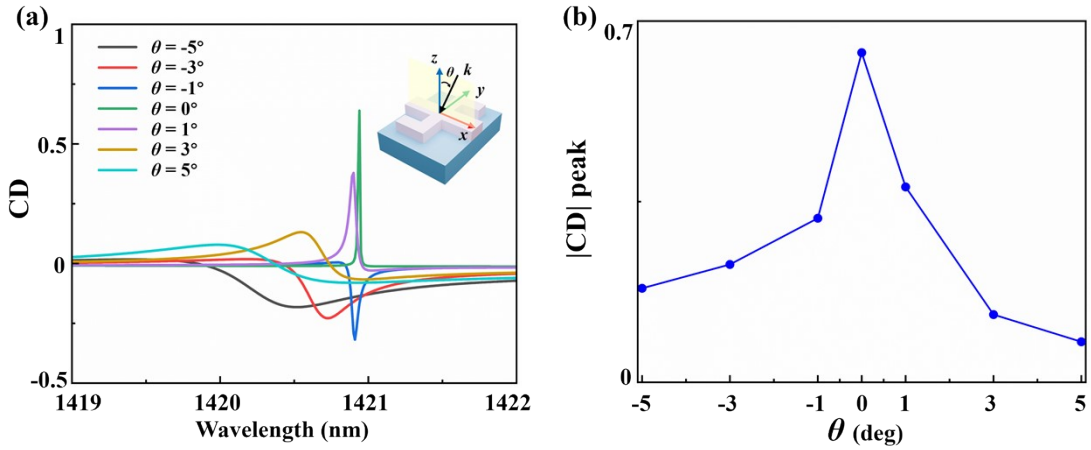 (a)
1
0.5
0
-0.5
CD
θ = -5°
θ = -3°
θ = -1°
θ = 0°
θ = 1°
θ = 3°
θ = 5°
z
θ
k
y
x
1419
1420
1421
1422
Wavelength (nm)
(b)
0.7
0
|CD| peak
-5
-3
-1
0
1
3
5
θ (deg)